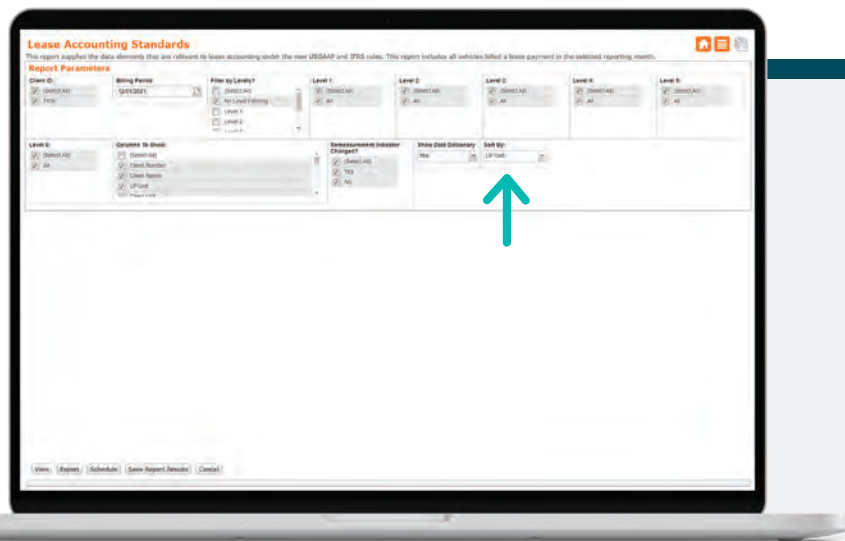 Lease Accounting Standards
This report supplies the data elements that are relevant to lease accounting under the new USGAAP and IFRS rules. This report includes all vehicles billed a lease payment in the selected reporting month.
Report Parameters
Client ID: Billing Period Filter by Levels? Level 1: Level 2: Level 3: Level 4: Level 5:
(Select All) 12/01/2021 (Select All) (Select All) (Select All) (Select All) (Select All) (Select All)
No Level Filtering All All All All All
Level 1
Level 2
Level 6: Columns To Show: Remeasurement Indicator Changed? Show Data Dictionary Sort By:
(Select All) (Select All) (Select All) Yes LP Unit
All Client Number Yes
Client Name No
LP Unit
View Export Schedule Save Report Results Cancel